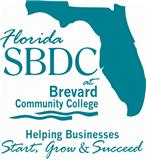 Florida
SBDC
at
Brevard
Community College
Helping Businesses
Start, Grow & Succeed